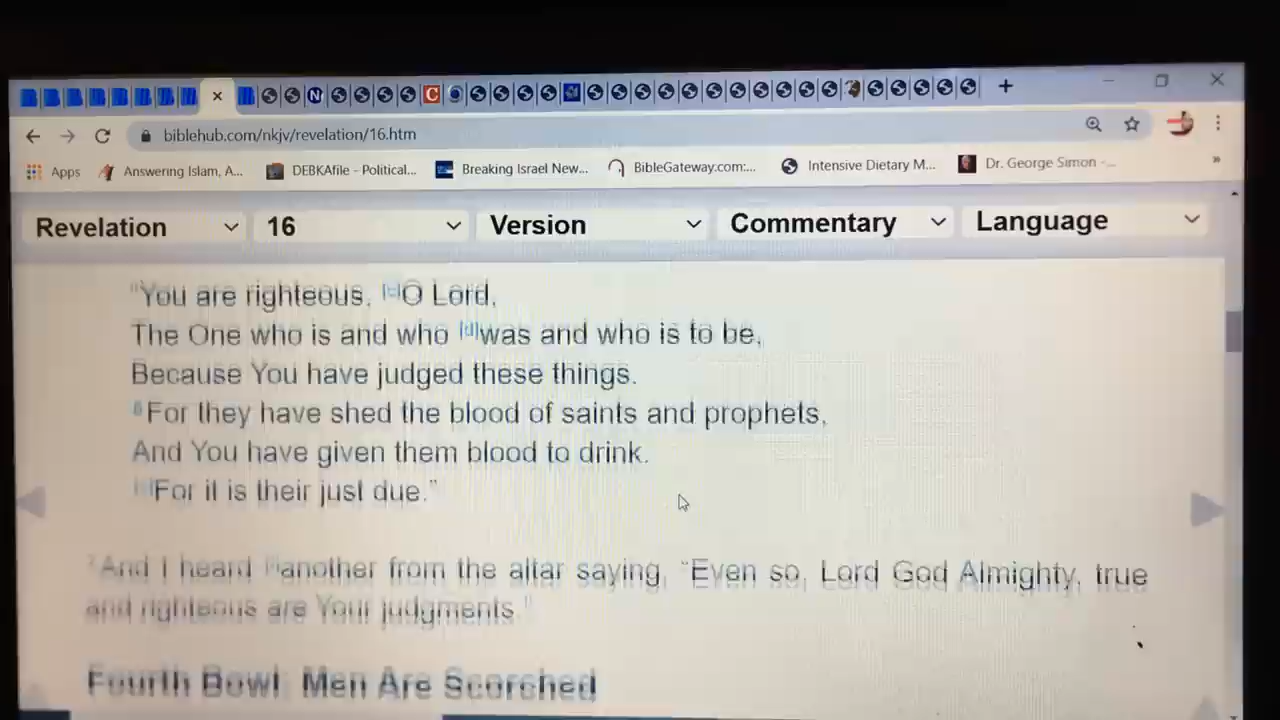 biblehub.com/nkjv/revelation/16.htm
Apps Answering Islam, A... DEBKAfile - Political... Breaking Israel New... BibleGateway.com:... Intensive Dietary M... Dr. George Simon -... »
Revelation 16 Version Commentary Language
"You are righteous, O Lord,
The One who is and who [d]was and who is to be,
Because You have judged these things.
6 For they have shed the blood of saints and prophets,
And You have given them blood to drink.
For it is their just due."
7 And I heard another from the altar saying, "Even so, Lord God Almighty, true
and righteous are Your judgments."
Fourth Bowl: Men Are Scorched